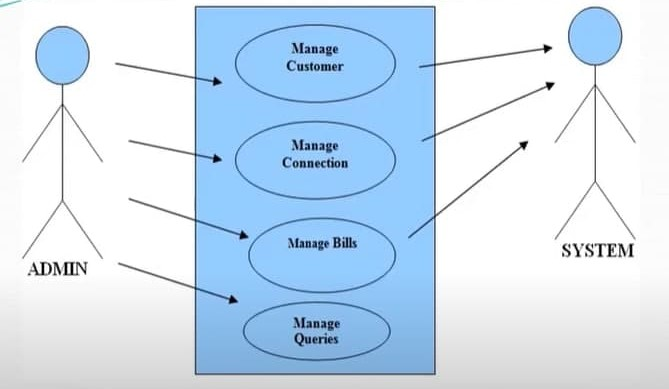 Manage
Customer
Manage
Connection
Manage Bills
Manage
Queries
ADMIN
SYSTEM